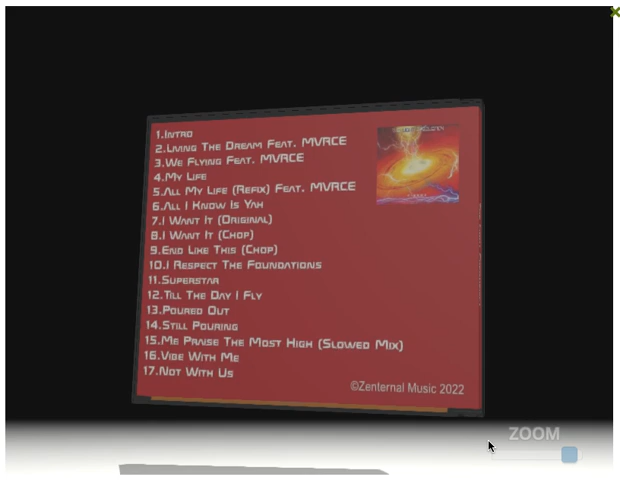 1.Intro
2.Living The Dream Feat. MVRCE
3.We Flying Feat. MVRCE
4.My Life
5.All My Life (Refix) Feat. MVRCE
6.All I Know Is Yah
7.I Want It (Original)
8.I Want It (Chop)
9.End Like This (Chop)
10.I Respect The Foundations
11.Superstar
12.Till The Day I Fly
13.Poured Out
14.Still Pouring
15.Me Praise The Most High (Slowed Mix)
16.Vibe With Me
17.Not With Us
©Zenternal Music 2022
ZOOM